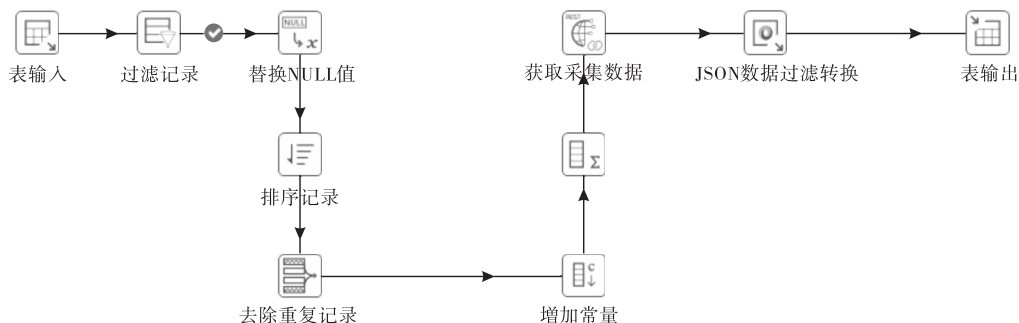 表输入
过滤记录
NULL
x
替换NULL值
排序记录
去除重复记录
C
增加常量
Σ
REST
获取采集数据
JSON数据过滤转换
表输出